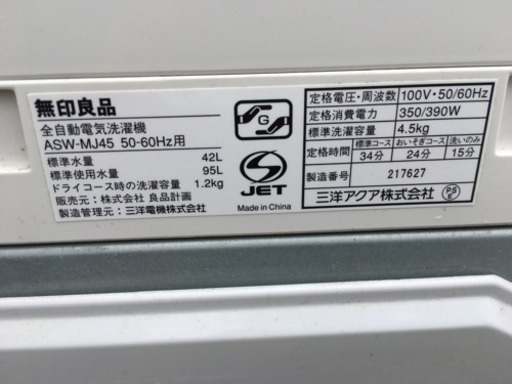 無印良品
全自動電気洗濯機
ASW-MJ45 50-60Hz用
標準水量 42L
標準使用水量 95L
ドライコース時の洗濯容量 1.2kg
販売元：株式会社 良品計画
製造管理元：三洋電機株式会社
G
JET
Made in China
定格電圧・周波数 100V・50/60Hz
定格消費電力 350/390W
標準洗濯容量 4.5kg
定格時間 標準コース おいそぎコース 洗いのみ
34分 24分 15分
製造番号 217627
三洋アクア株式会社
PS
E